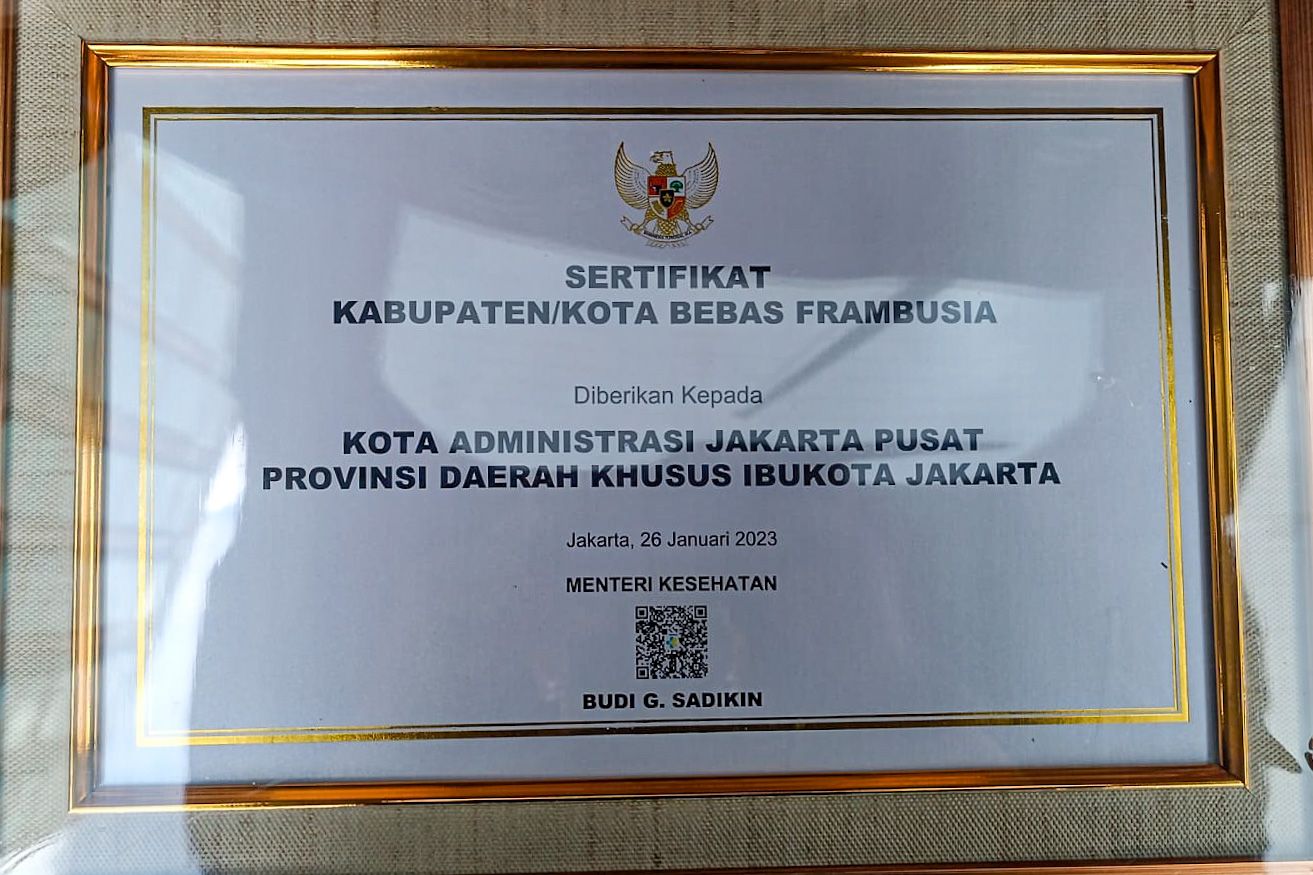 SERTIFIKAT
KABUPATEN/KOTA BEBAS FRAMBUSIA
Diberikan Kepada
KOTA ADMINISTRASI JAKARTA PUSAT
PROVINSI DAERAH KHUSUS IBUKOTA JAKARTA
Jakarta, 26 Januari 2023
MENTERI KESEHATAN
BUDI G. SADIKIN